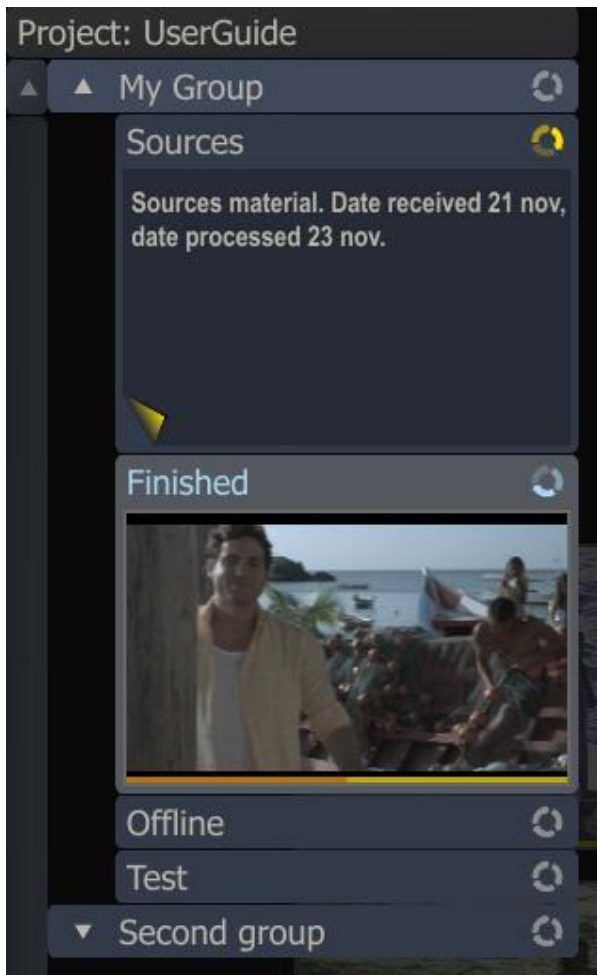 Project: UserGuide
My Group
Sources
Sources material. Date received 21 nov,
date processed 23 nov.
Finished
Offline
Test
Second group